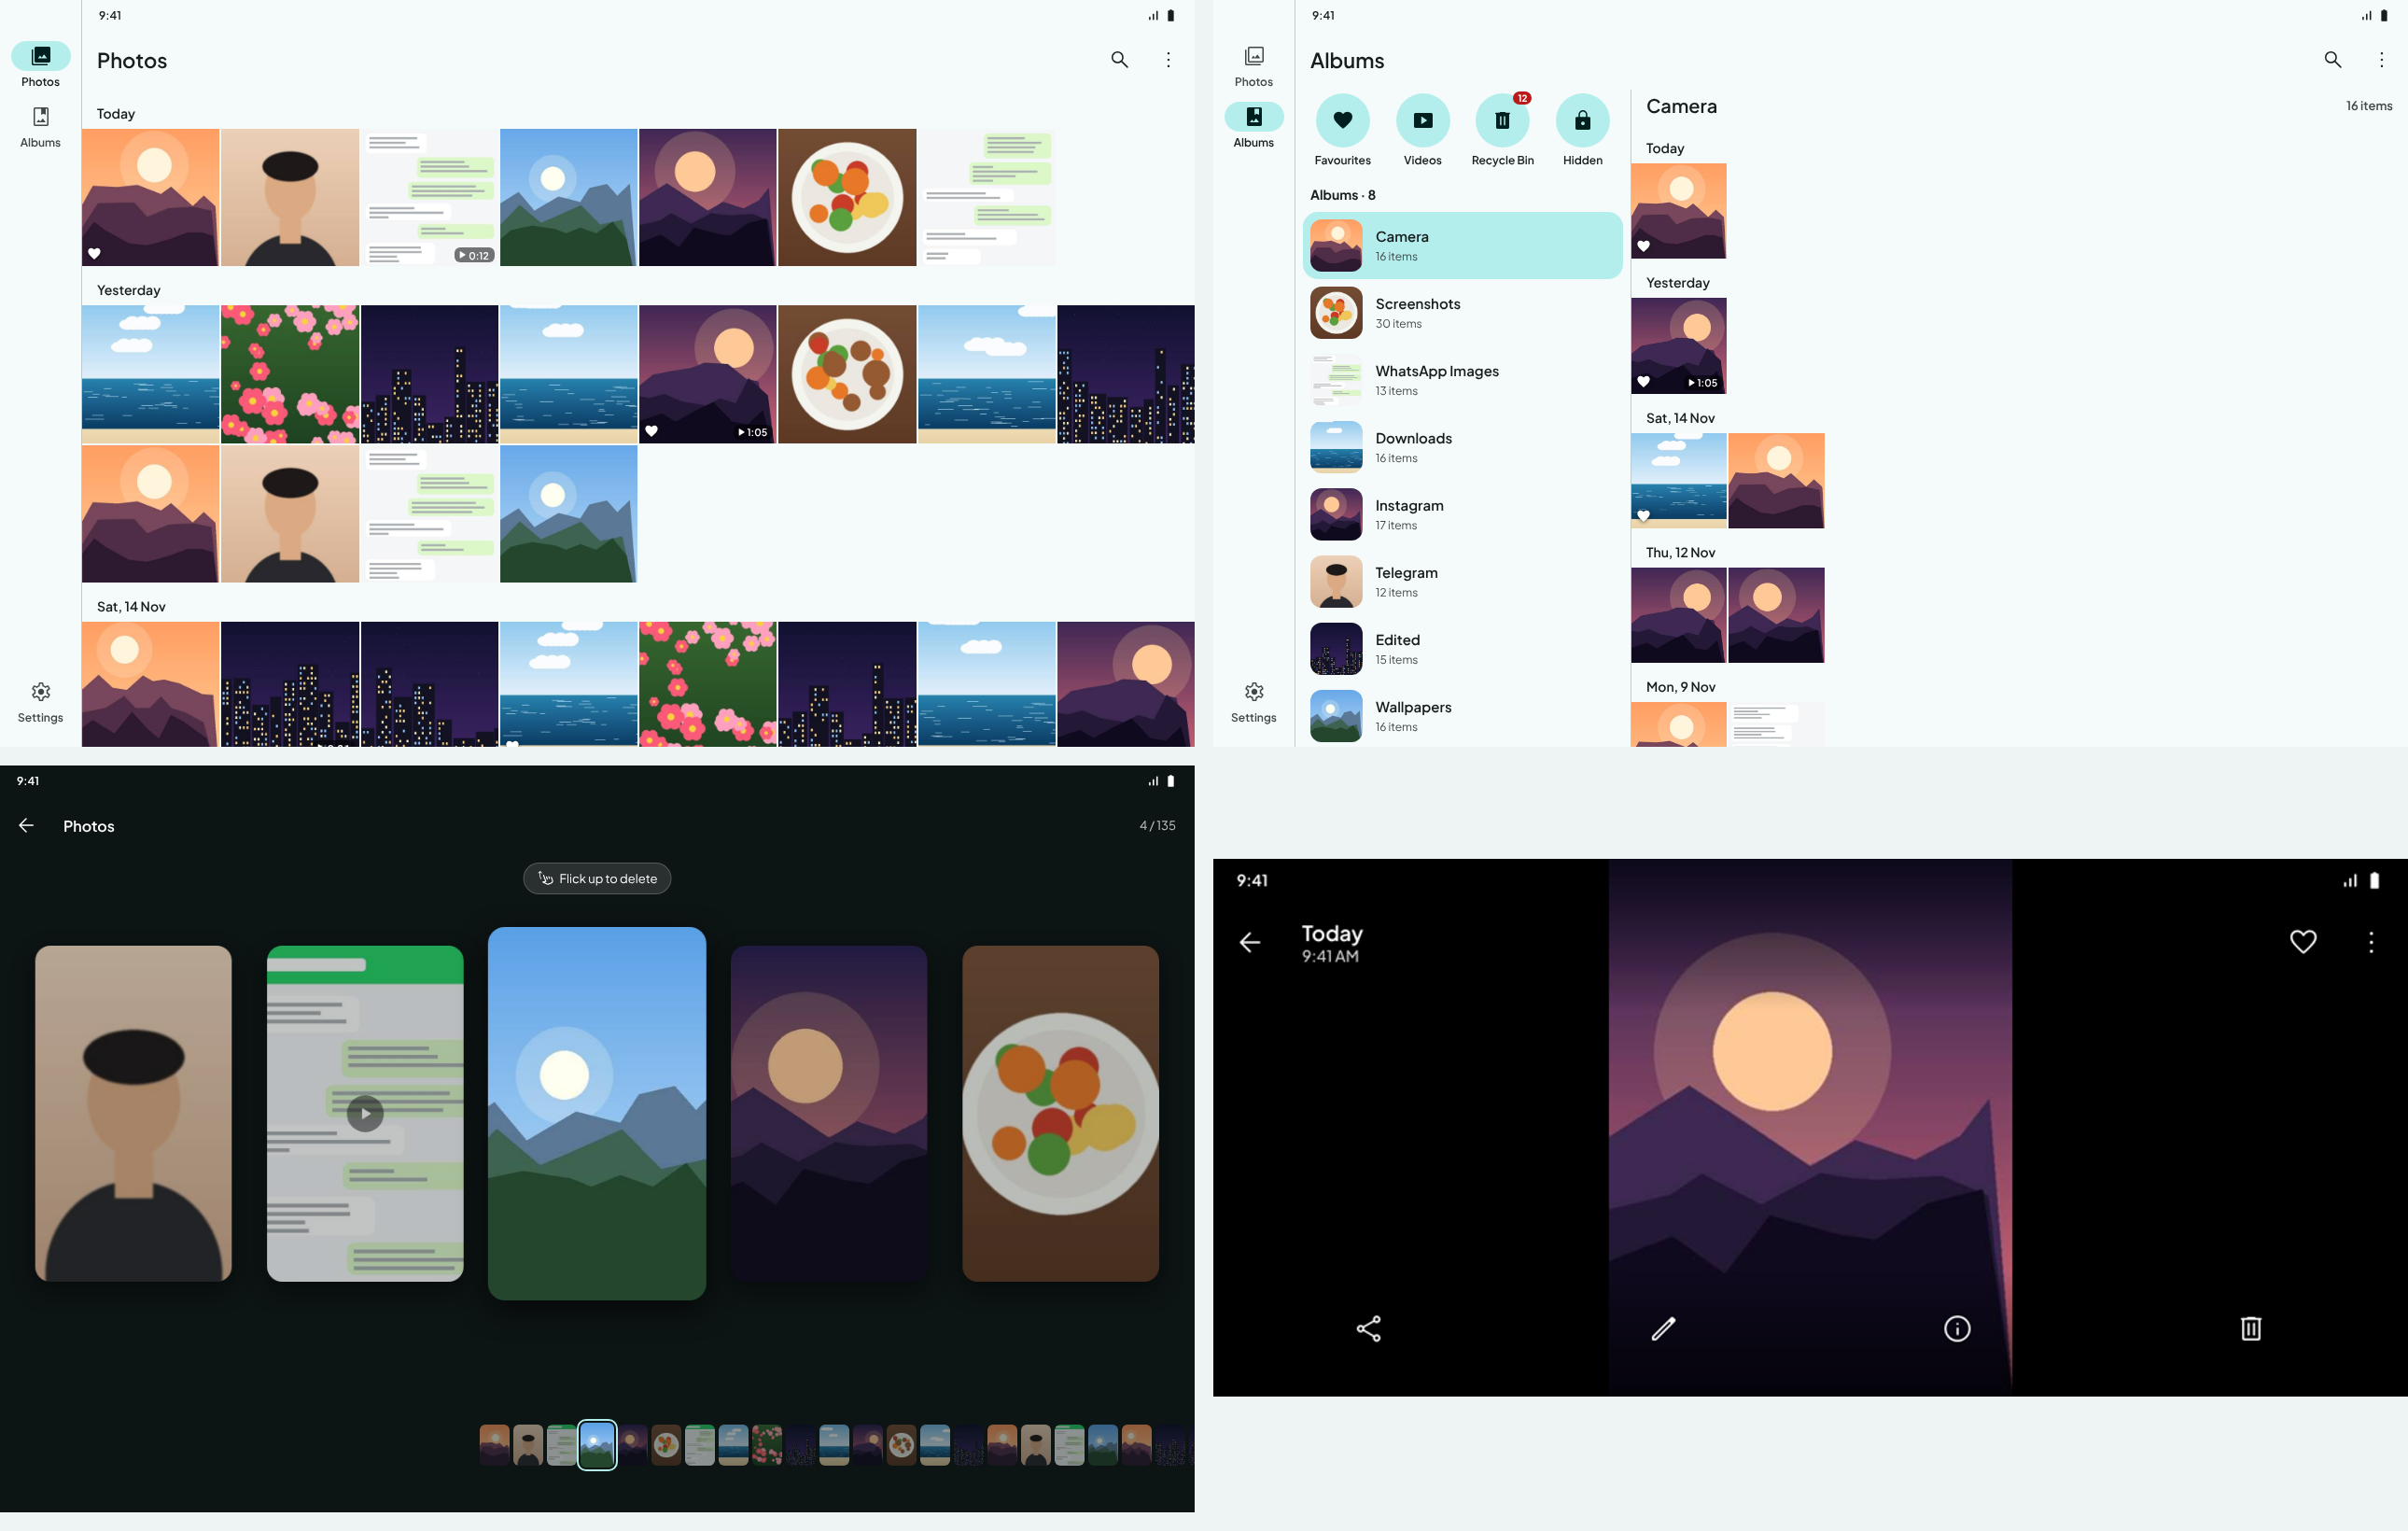 9:41
Photos
Photos
Albums
Settings
Today
0:12
Yesterday
1:05
Sat, 14 Nov
9:41
Photos
Albums
Settings
Albums
12
Favourites
Videos
Recycle Bin
Hidden
Albums · 8
Camera
16 items
Screenshots
30 items
WhatsApp Images
13 items
Downloads
16 items
Instagram
17 items
Telegram
12 items
Edited
15 items
Wallpapers
16 items
Camera
16 items
Today
Yesterday
1:05
Sat, 14 Nov
Thu, 12 Nov
Mon, 9 Nov
9:41
Photos
4 / 135
Flick up to delete
9:41
Today
9:41 AM